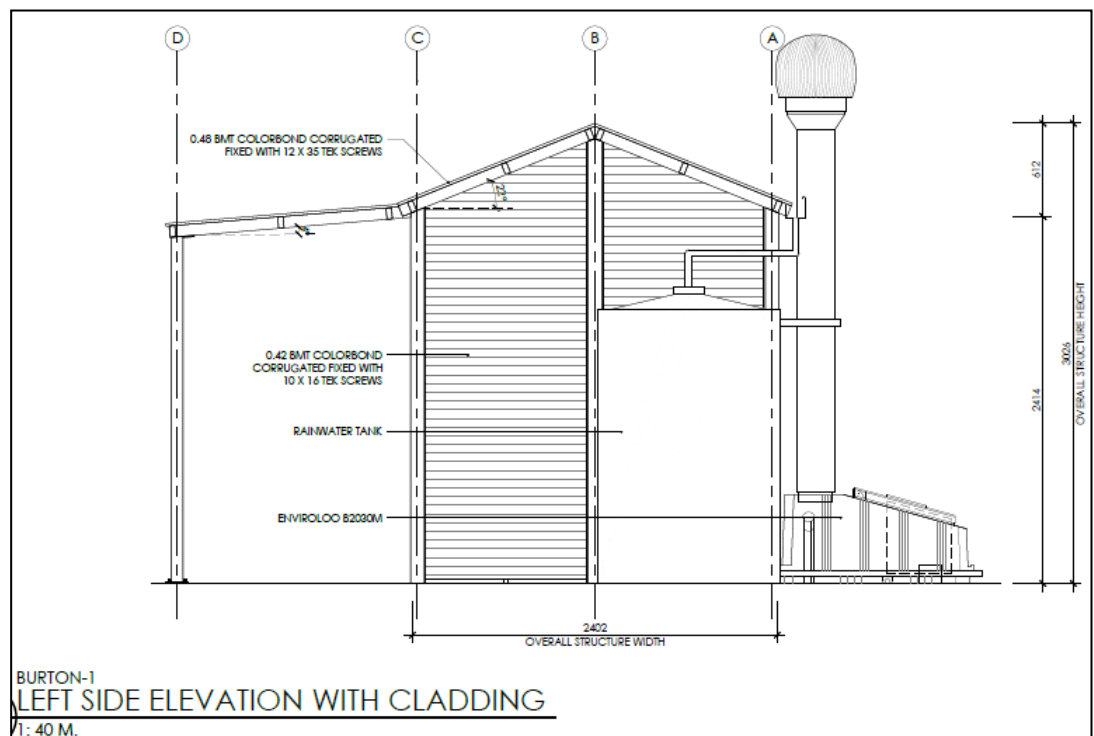 D
C
B
A
0.48 BMT COLORBOND CORRUGATED
FIXED WITH 12 X 35 TEK SCREWS
22°
612
3026
OVERALL STRUCTURE HEIGHT
2414
0.42 BMT COLORBOND
CORRUGATED FIXED WITH
10 X 16 TEK SCREWS
RAINWATER TANK
ENVIROLOO B2030M
2402
OVERALL STRUCTURE WIDTH
BURTON-1
LEFT SIDE ELEVATION WITH CLADDING
1: 40 M.